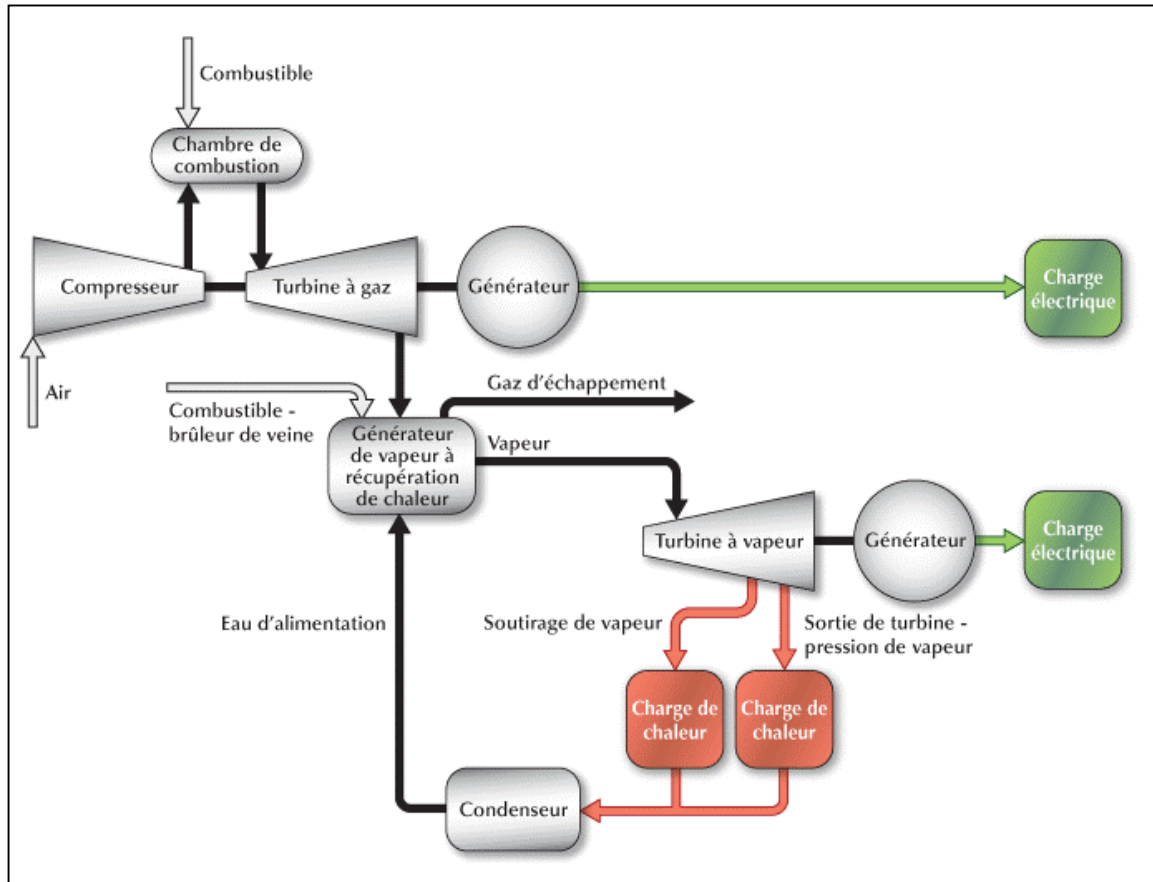 Combustible
Chambre de
combustion
Compresseur
Turbine à gaz
Générateur
Charge
électrique
Air
Combustible -
brûleur de veine
Gaz d'échappement
Générateur
de vapeur à
récupération
de chaleur
Vapeur
Turbine à vapeur
Générateur
Charge
électrique
Eau d'alimentation
Soutirage de vapeur
Sortie de turbine -
pression de vapeur
Charge de
chaleur
Charge de
chaleur
Condenseur